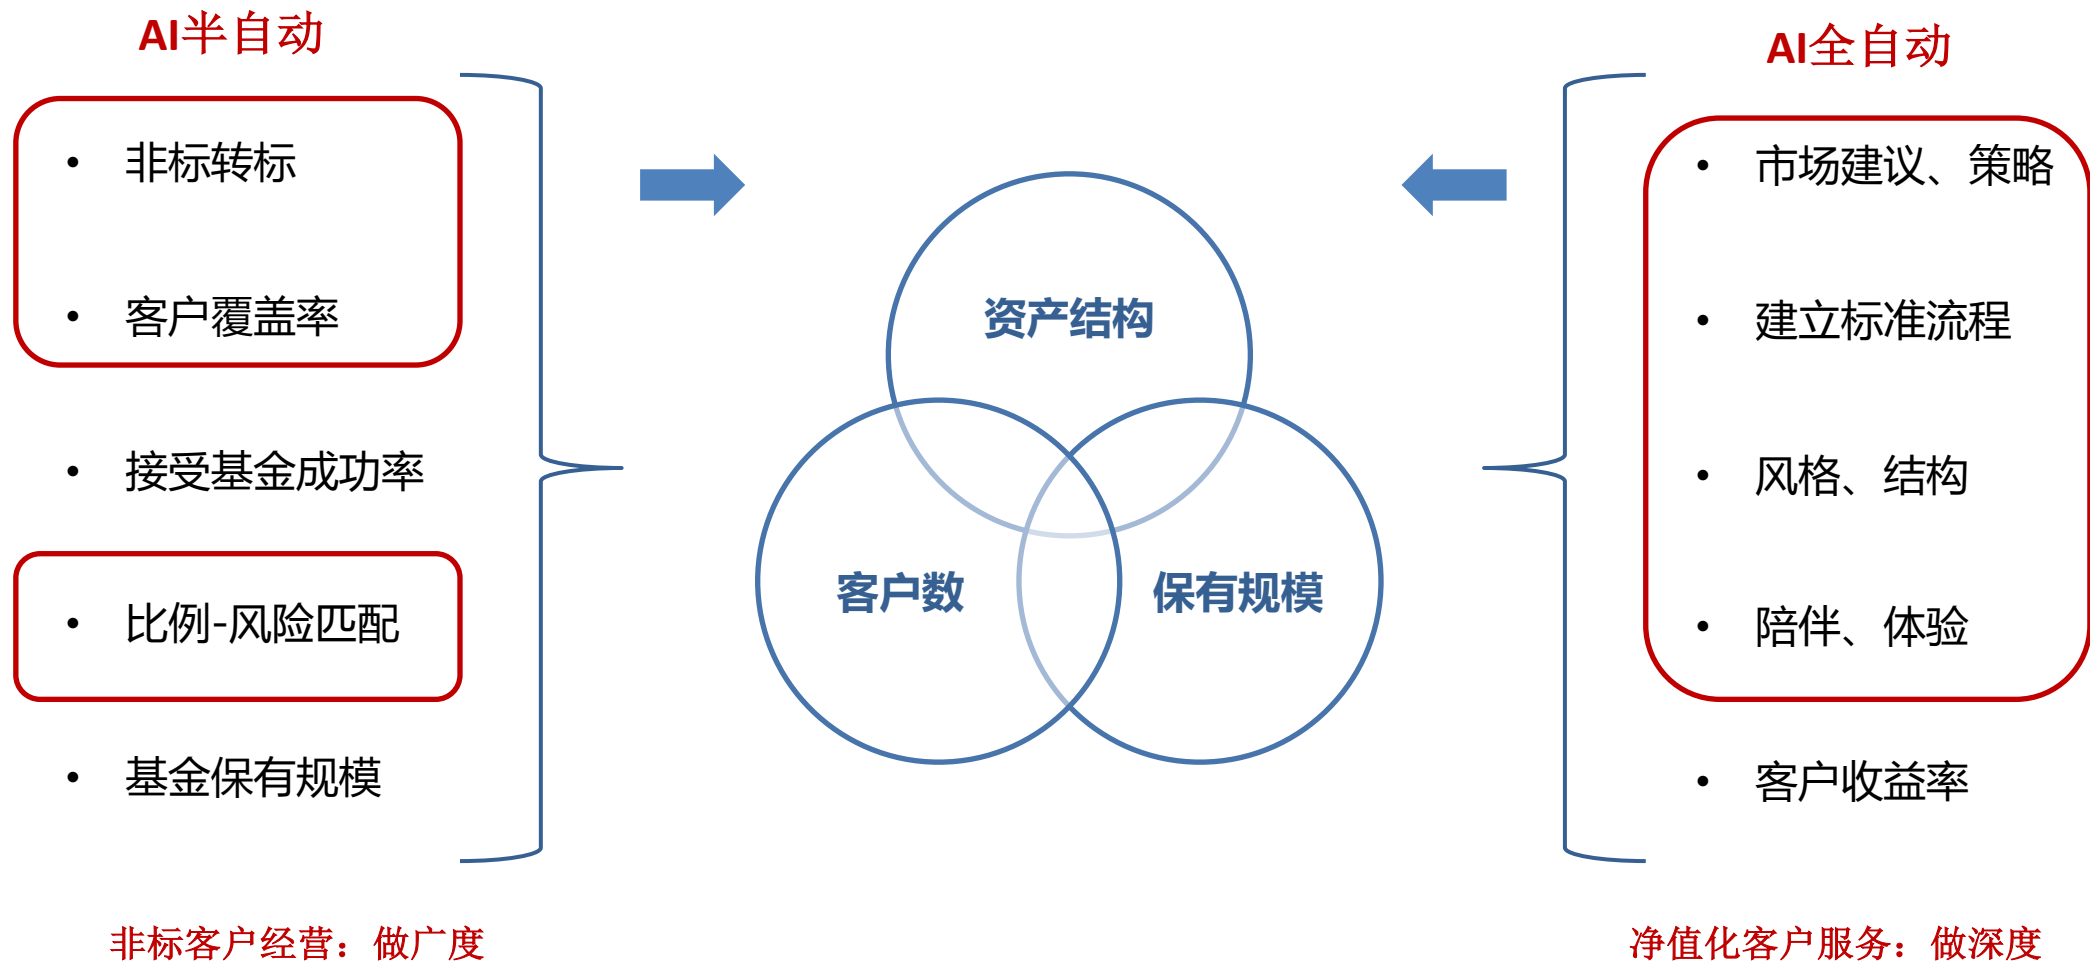 AI半自动
• 非标转标
• 客户覆盖率
• 接受基金成功率
• 比例-风险匹配
• 基金保有规模
非标客户经营：做广度
资产结构
客户数
保有规模
AI全自动
• 市场建议、策略
• 建立标准流程
• 风格、结构
• 陪伴、体验
• 客户收益率
净值化客户服务：做深度